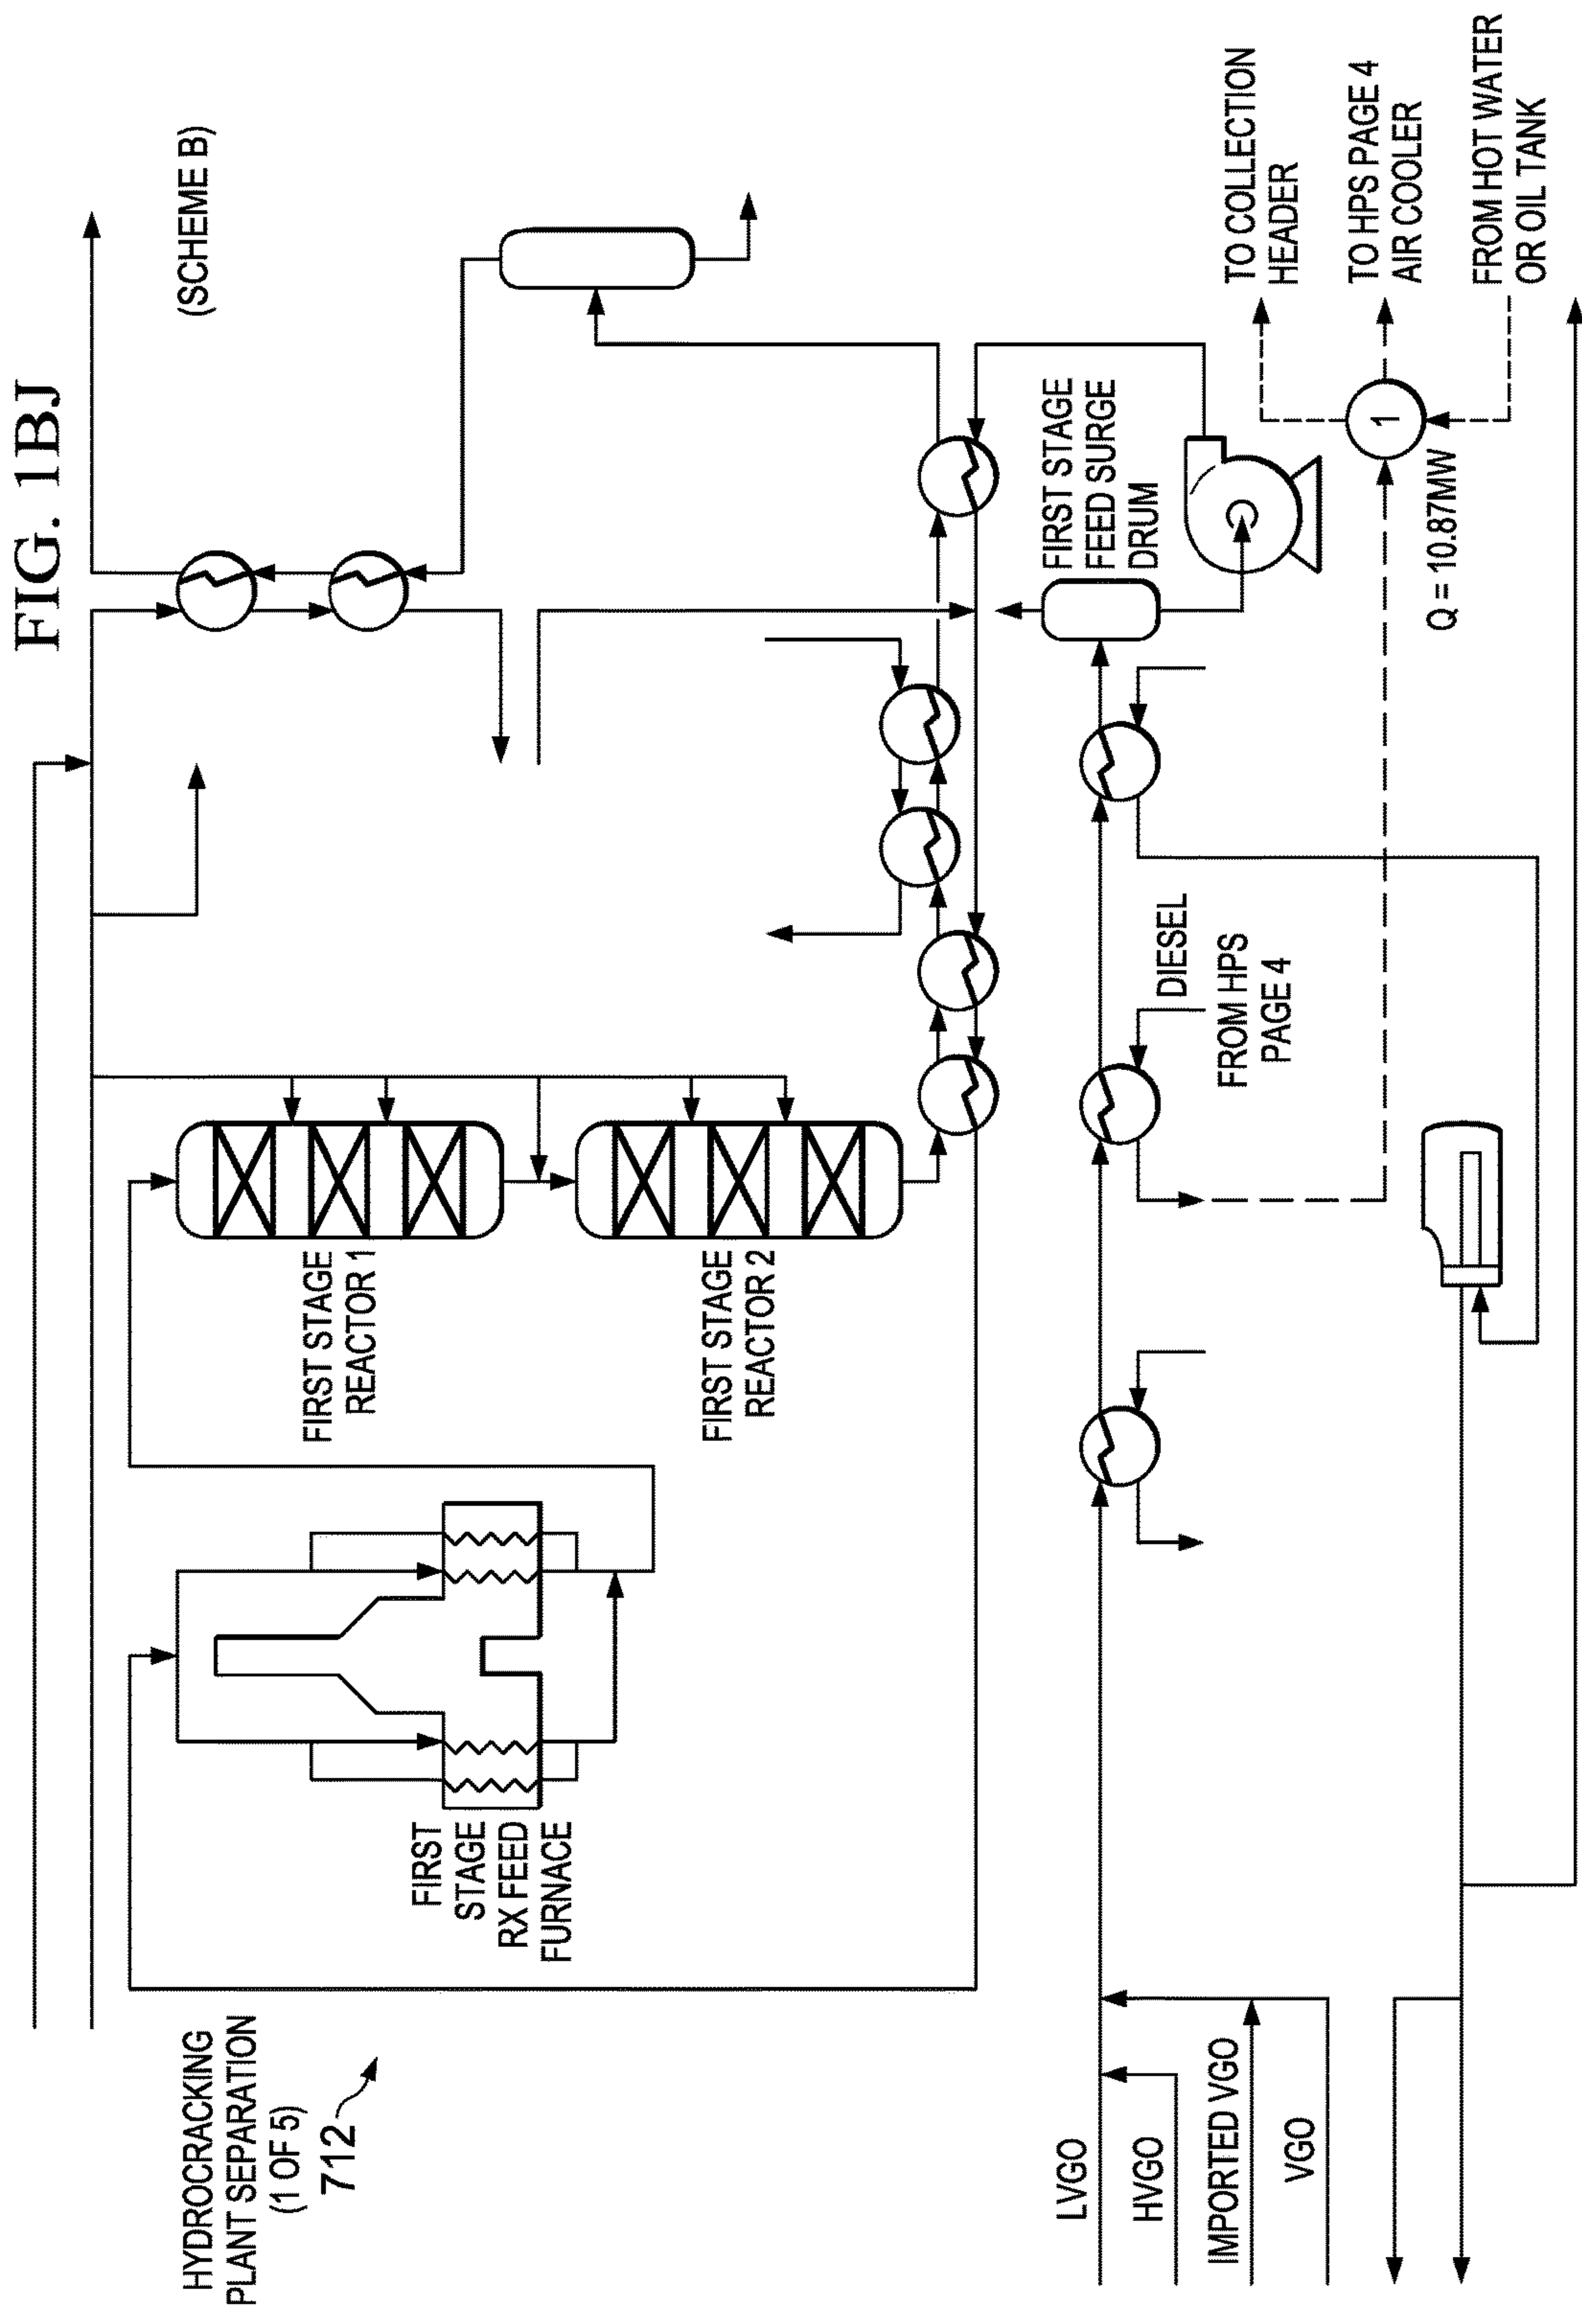 FIG. 1BJ
(SCHEME B)
HYDROCRACKING
PLANT SEPARATION
(1 OF 5)
712
FIRST
STAGE
RX FEED
FURNACE
FIRST STAGE
REACTOR 1
FIRST STAGE
REACTOR 2
FIRST STAGE
FEED SURGE
DRUM
LVGO
HVGO
IMPORTED VGO
VGO
DIESEL
FROM HPS
PAGE 4
1
Q = 10.87MW
TO COLLECTION
HEADER
TO HPS PAGE 4
AIR COOLER
FROM HOT WATER
OR OIL TANK